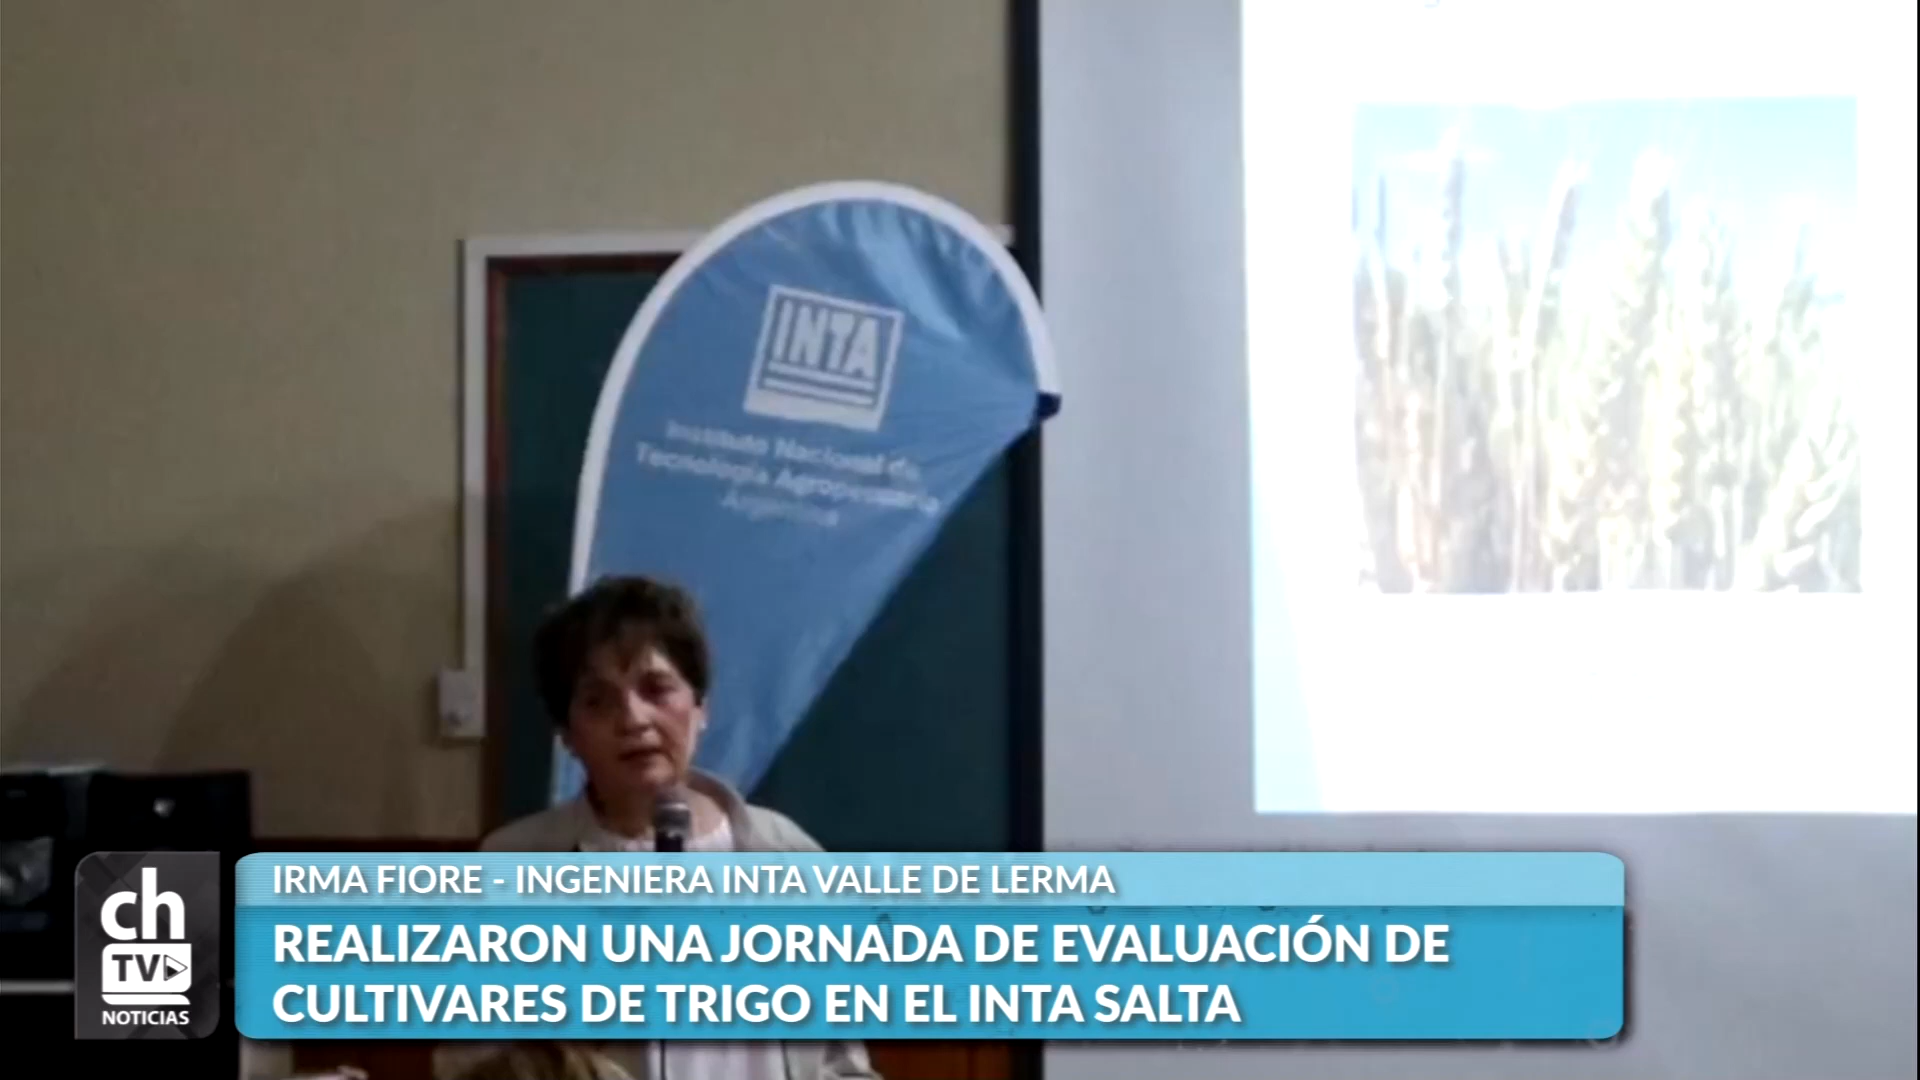 INTA
Instituto Nacional de
Tecnología Agropecuaria
Argentina
IRMA FIORE - INGENIERA INTA VALLE DE LERMA
REALIZARON UNA JORNADA DE EVALUACIÓN DE
CULTIVARES DE TRIGO EN EL INTA SALTA
ch
TV
NOTICIAS